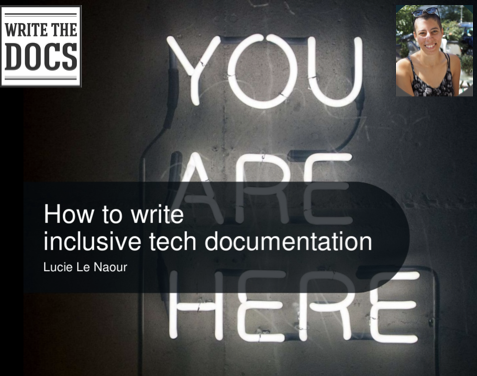 WRITE THE
DOCS
YOU
ARE
How to write
inclusive tech documentation
Lucie Le Naour
HERE